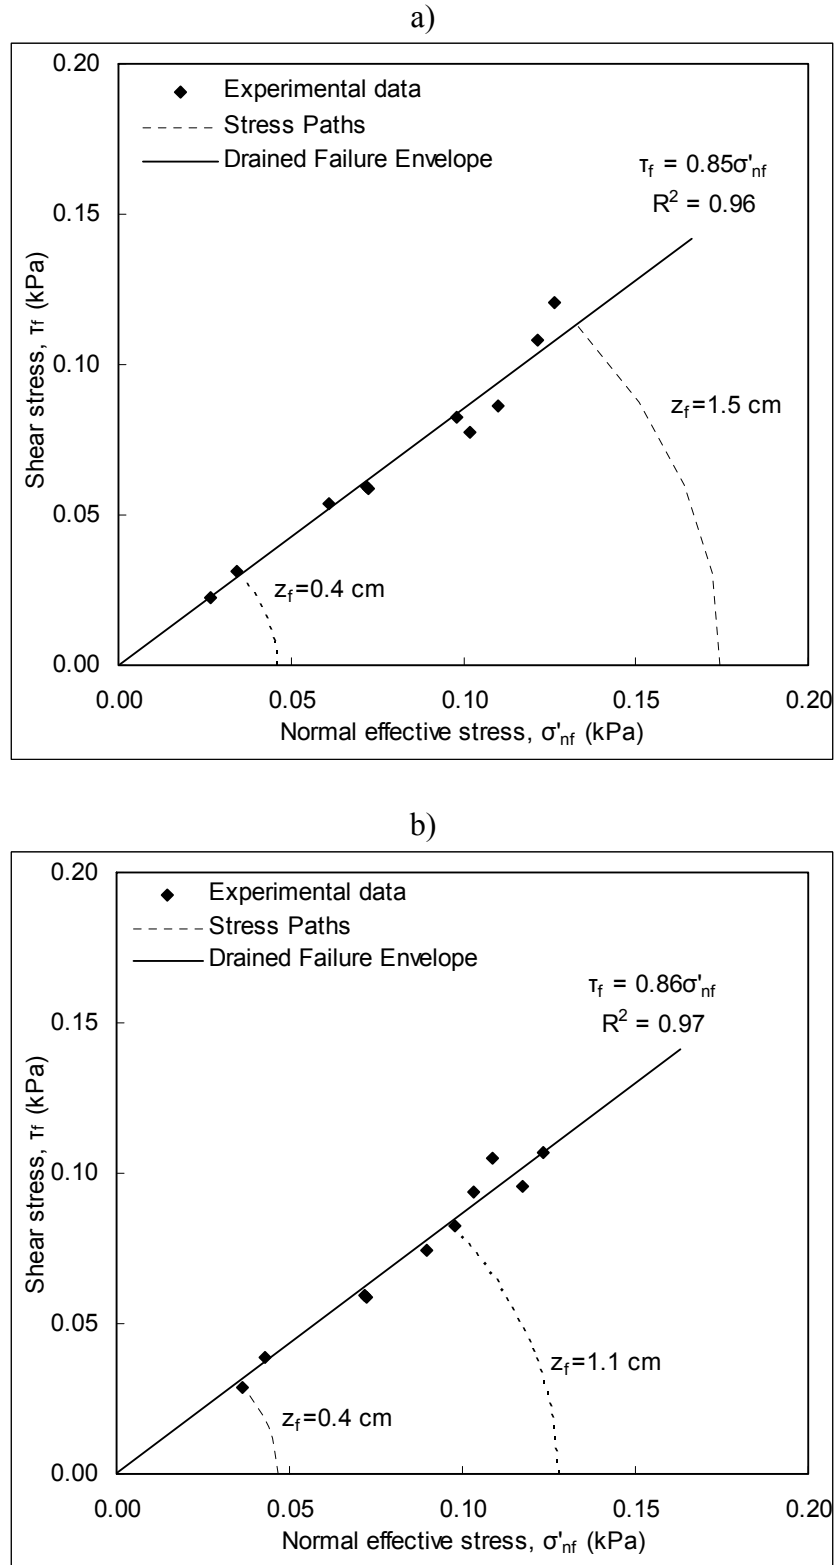 a)
0.20
Experimental data
Stress Paths
Drained Failure Envelope
τf = 0.85σ'nf
R2 = 0.96
0.15
0.10
0.05
0.00
Shear stress, τf (kPa)
zf=1.5 cm
zf=0.4 cm
0.00 0.05 0.10 0.15 0.20
Normal effective stress, σ'nf (kPa)
b)
0.20
Experimental data
Stress Paths
Drained Failure Envelope
τf = 0.86σ'nf
R2 = 0.97
0.15
0.10
0.05
0.00
Shear stress, τf (kPa)
zf=1.1 cm
zf=0.4 cm
0.00 0.05 0.10 0.15 0.20
Normal effective stress, σ'nf (kPa)